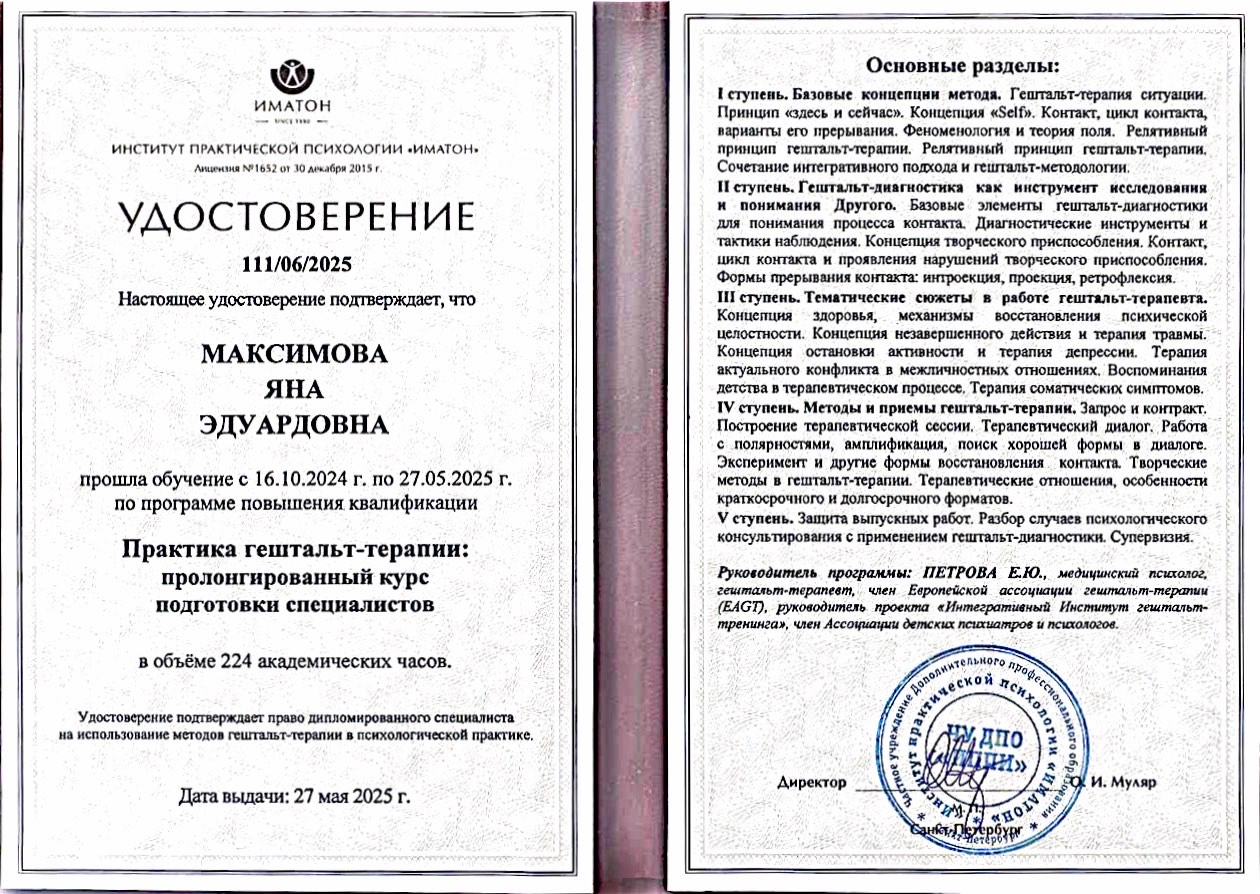 ИМАТОН
SINCE 1990
ИНСТИТУТ ПРАКТИЧЕСКОЙ ПСИХОЛОГИИ «ИМАТОН»
Лицензия №1652 от 30 декабря 2015 г.
УДОСТОВЕРЕНИЕ
111/06/2025
Настоящее удостоверение подтверждает, что
МАКСИМОВА
ЯНА
ЭДУАРДОВНА
прошла обучение с 16.10.2024 г. по 27.05.2025 г.
по программе повышения квалификации
Практика гештальт-терапии:
пролонгированный курс
подготовки специалистов
в объёме 224 академических часов.
Удостоверение подтверждает право дипломированного специалиста
на использование методов гештальт-терапии в психологической практике.
Дата выдачи: 27 мая 2025 г.
Основные разделы:
I ступень. Базовые концепции метода. Гештальт-терапия ситуации.
Принцип «здесь и сейчас». Концепция «Self». Контакт, цикл контакта,
варианты его прерывания. Феноменология и теория поля. Релятивный
принцип гештальт-терапии. Релятивный принцип гештальт-терапии.
Сочетание интегративного подхода и гештальт-методологии.
II ступень. Гештальт-диагностика как инструмент исследования
и понимания Другого. Базовые элементы гештальт-диагностики
для понимания процесса контакта. Диагностические инструменты и
тактики наблюдения. Концепция творческого приспособления. Контакт,
цикл контакта и проявления нарушений творческого приспособления.
Формы прерывания контакта: интроекция, проекция, ретрофлексия.
III ступень. Тематические сюжеты в работе гештальт-терапевта.
Концепция здоровья, механизмы восстановления психической
целостности. Концепция незавершенного действия и терапия травмы.
Концепция остановки активности и терапия депрессии. Терапия
актуального конфликта в межличностных отношениях. Воспоминания
детства в терапевтическом процессе. Терапия соматических симптомов.
IV ступень. Методы и приемы гештальт-терапии. Запрос и контракт.
Построение терапевтической сессии. Терапевтический диалог. Работа
с полярностями, амплификация, поиск хорошей формы в диалоге.
Эксперимент и другие формы восстановления контакта. Творческие
методы в гештальт-терапии. Терапевтические отношения, особенности
краткосрочного и долгосрочного форматов.
V ступень. Защита выпускных работ. Разбор случаев психологического
консультирования с применением гештальт-диагностики. Супервизия.
Руководитель программы: ПЕТРОВА Е.Ю., медицинский психолог,
гештальт-терапевт, член Европейской ассоциации гештальт-терапии
(EAGT), руководитель проекта «Интегративный Институт гештальт-
тренинга», член Ассоциации детских психиатров и психологов.
Частное учреждение Дополнительного профессионального образования
«Институт практической психологии «ИМАТОН»
ЧУ ДПО
Директор
О. И. Муляр
М. П.
Санкт-Петербург
Санкт-Петербург